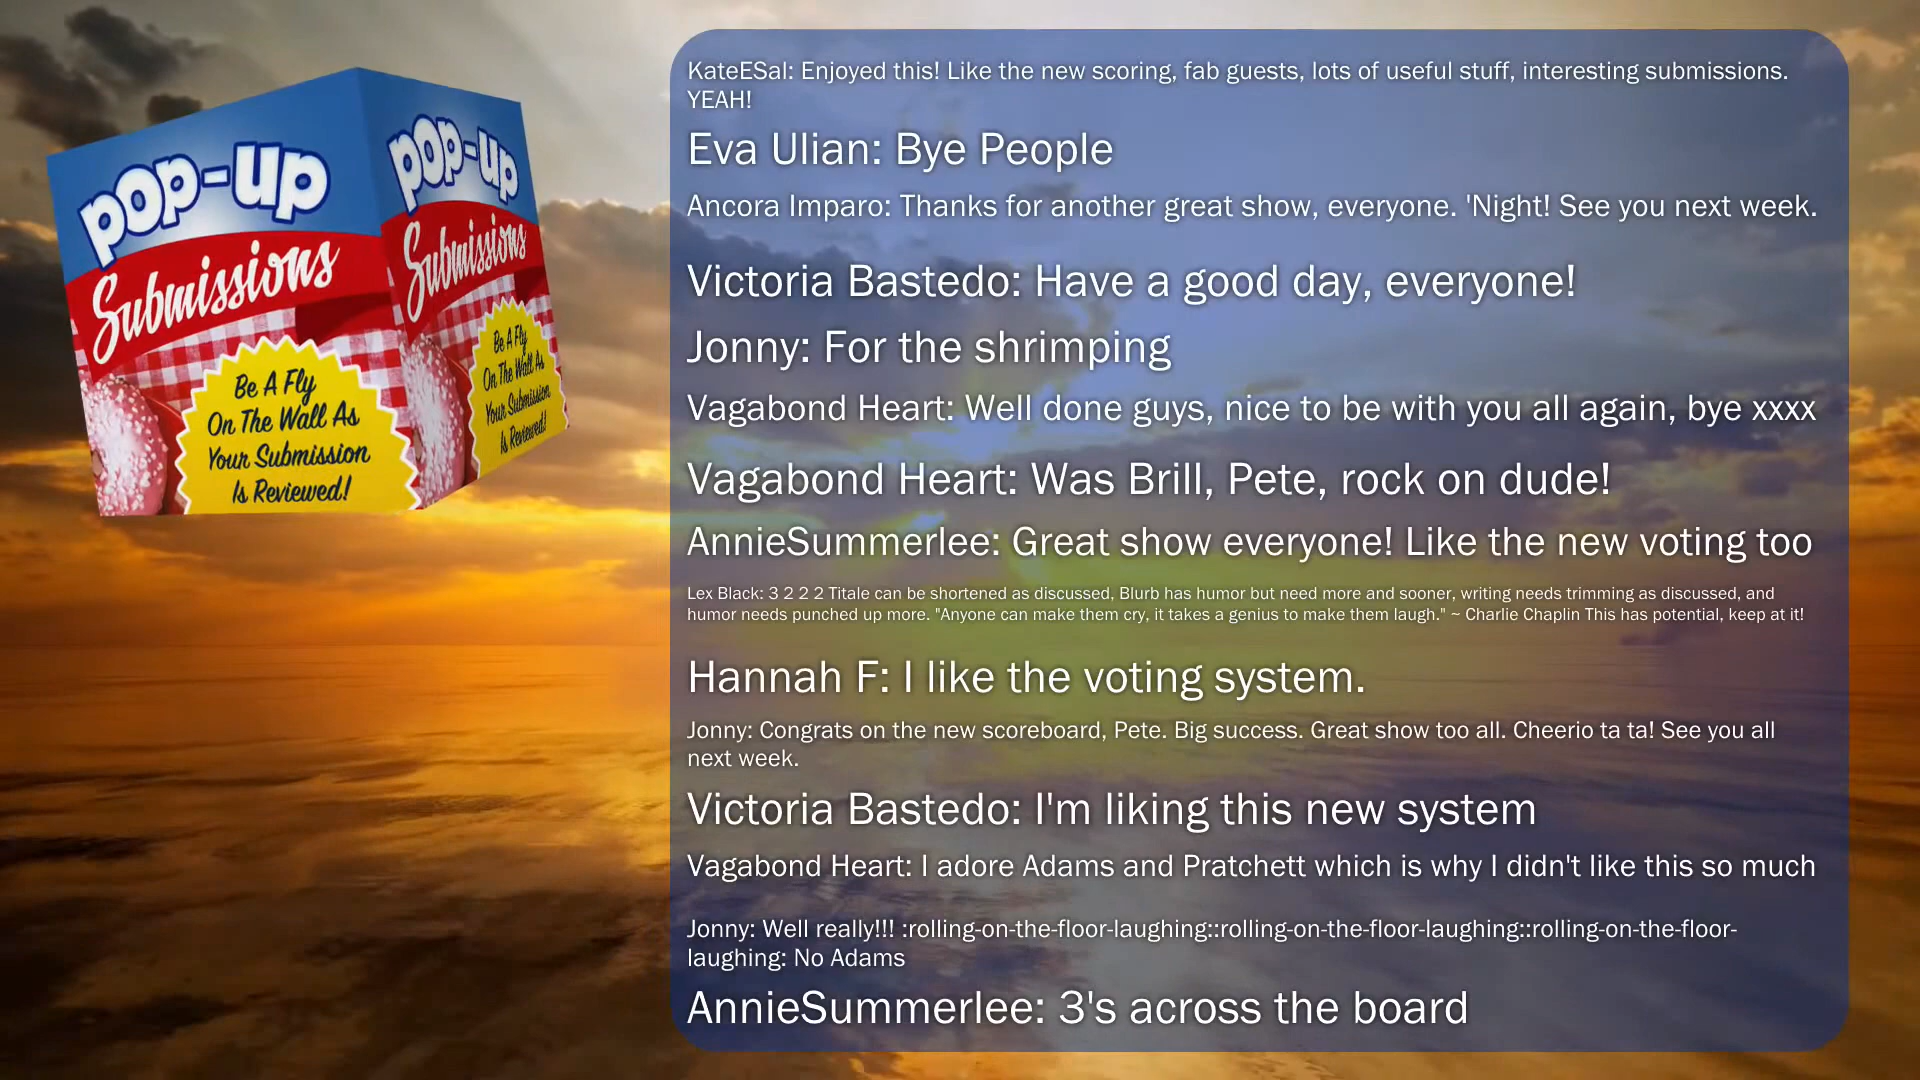 pop-up
Submissions
Be A Fly
On The Wall As
Your Submission
Is Reviewed!
pop-up
Submissions
Be A Fly
On The Wall As
Your Submission
Is Reviewed!
KateESal: Enjoyed this! Like the new scoring, fab guests, lots of useful stuff, interesting submissions.
YEAH!
Eva Ulian: Bye People
Ancora Imparo: Thanks for another great show, everyone. 'Night! See you next week.
Victoria Bastedo: Have a good day, everyone!
Jonny: For the shrimping
Vagabond Heart: Well done guys, nice to be with you all again, bye xxxx
Vagabond Heart: Was Brill, Pete, rock on dude!
AnnieSummerlee: Great show everyone! Like the new voting too
Lex Black: 3 2 2 2 Titale can be shortened as discussed, Blurb has humor but need more and sooner, writing needs trimming as discussed, and
humor needs punched up more. "Anyone can make them cry, it takes a genius to make them laugh." ~ Charlie Chaplin This has potential, keep at it!
Hannah F: I like the voting system.
Jonny: Congrats on the new scoreboard, Pete. Big success. Great show too all. Cheerio ta ta! See you all
next week.
Victoria Bastedo: I'm liking this new system
Vagabond Heart: I adore Adams and Pratchett which is why I didn't like this so much
Jonny: Well really!!! :rolling-on-the-floor-laughing::rolling-on-the-floor-laughing::rolling-on-the-floor-
laughing: No Adams
AnnieSummerlee: 3's across the board